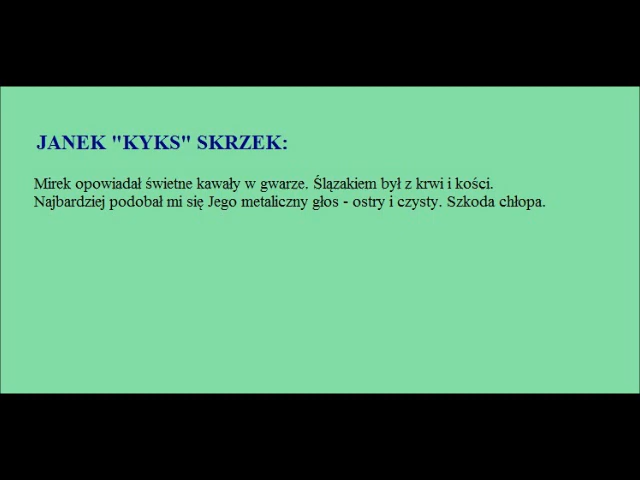 JANEK "KYKS" SKRZEK:
Mirek opowiadał świetne kawały w gwarze. Ślązakiem był z krwi i kości.
Najbardziej podobał mi się Jego metaliczny głos - ostry i czysty. Szkoda chłopa.